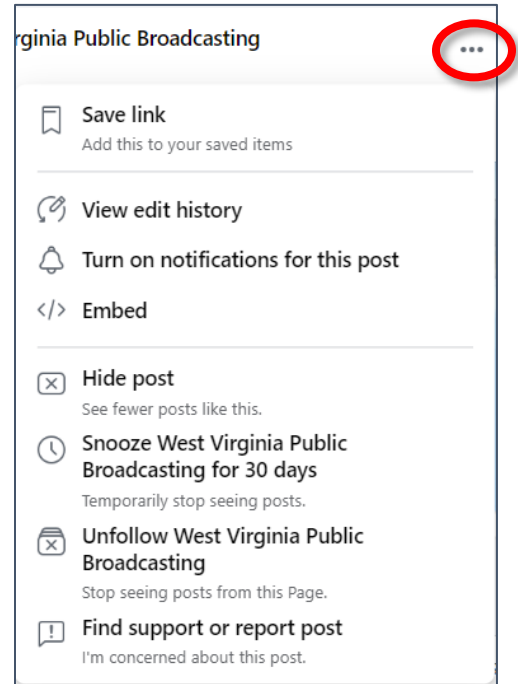 rginia Public Broadcasting
Save link
Add this to your saved items
View edit history
Turn on notifications for this post
</> Embed
Hide post
See fewer posts like this.
Snooze West Virginia Public
Broadcasting for 30 days
Temporarily stop seeing posts.
Unfollow West Virginia Public
Broadcasting
Stop seeing posts from this Page.
Find support or report post
I'm concerned about this post.